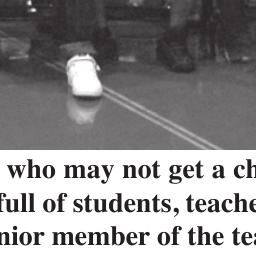 who may not get a ch
full of students, teache
nior member of the tea